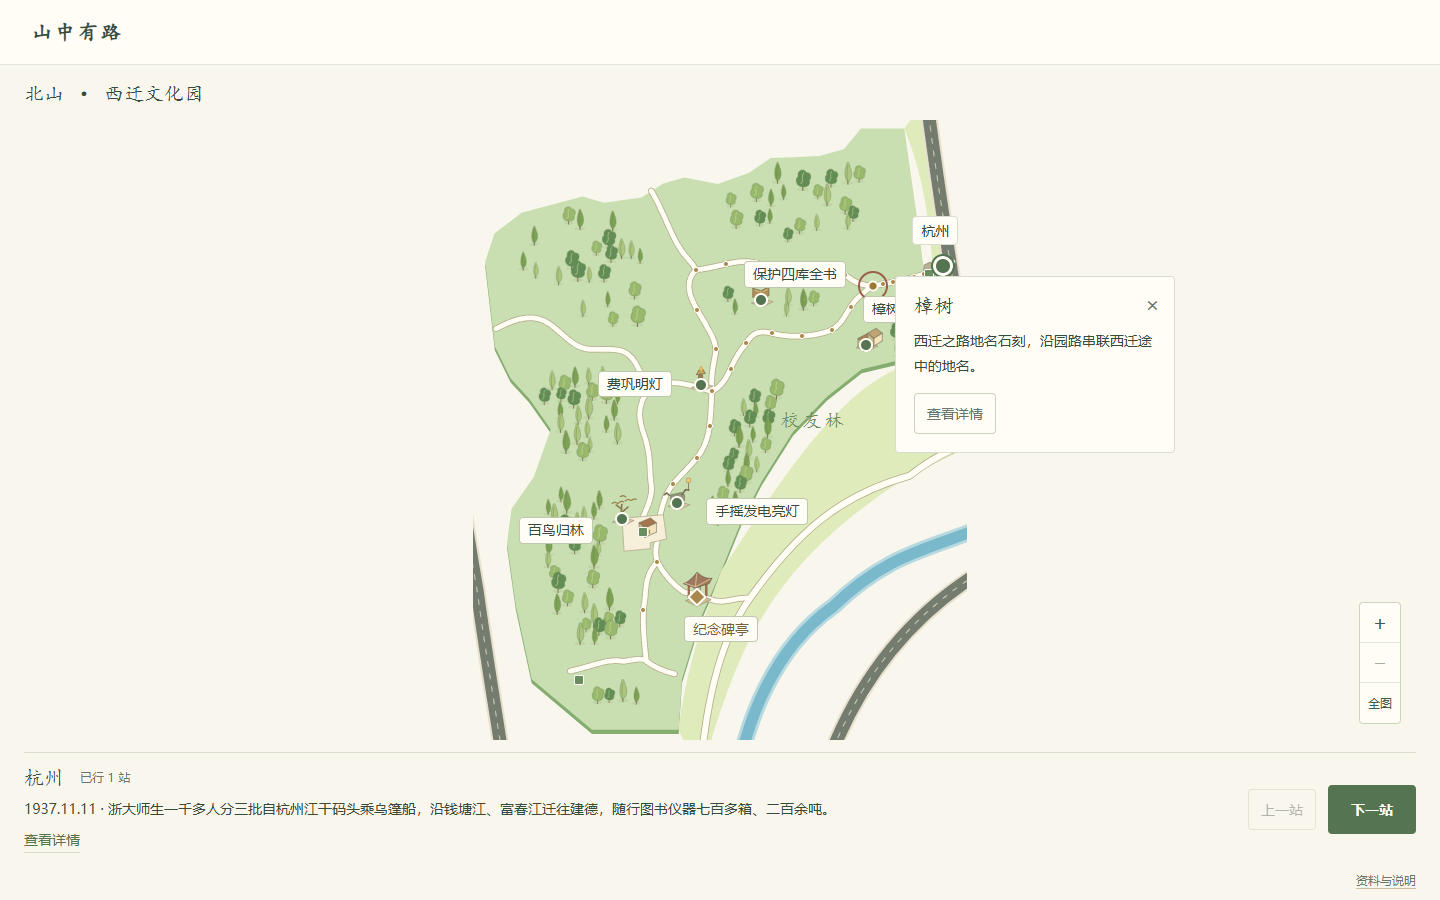 山中有路
北山 • 西迁文化园
杭州
保护四库全书
樟树
樟树
×
西迁之路地名石刻，沿园路串联西迁途
中的地名。
查看详情
费巩明灯
校友林
手摇发电亮灯
百鸟归林
纪念碑亭
+
−
全图
杭州 已行 1 站
1937.11.11 · 浙大师生一千多人分三批自杭州江干码头乘乌篷船，沿钱塘江、富春江迁往建德，随行图书仪器七百多箱、二百余吨。
查看详情
上一站
下一站
资料与说明